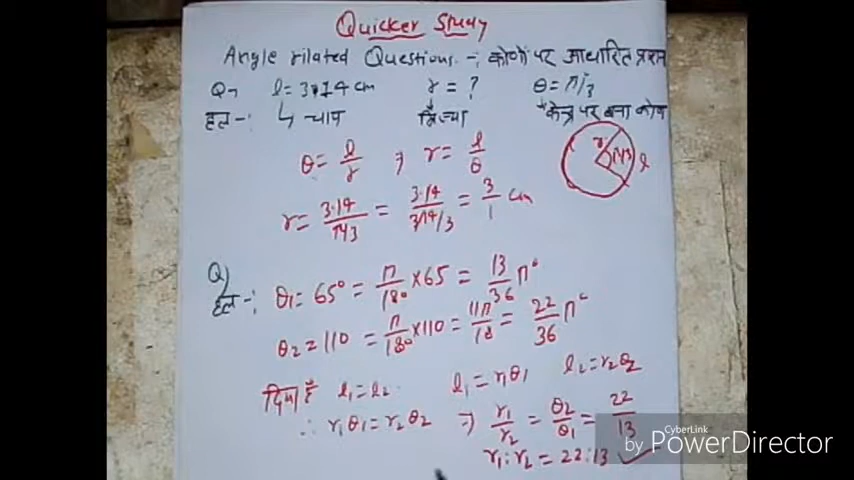 Quicker Study
Angle rilated Questions -: कोणों पर आधारित प्रश्न
Q→ l = 3.14 cm r = ? θ = π/3
हल -: ↳ चाप त्रिज्या केन्द्र पर बना कोण
θ = l/r ⇒ r = l/θ
r = 3.14/π/3 = 3.14/3.14/3 = 3/1 cm
r π/3 l
Q)
हल -: θ1 = 65° = π/180 × 65 = 13/36 π^c
θ2 = 110 = π/180 × 110 = 11π/18 = 22/36 π^c
दिया है l1 = l2 l1 = r1θ1 l2 = r2θ2
∴ r1θ1 = r2θ2 ⇒ r1/r2 = θ2/θ1 = 22/13
r1 : r2 = 22 : 13 ✓
CyberLink
by PowerDirector